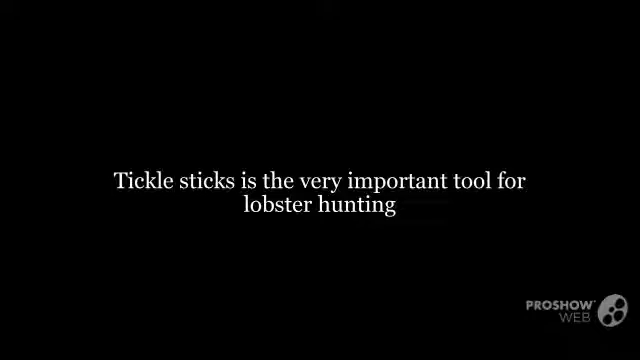 Tickle sticks is the very important tool for
lobster hunting
PROSHOW
WEB